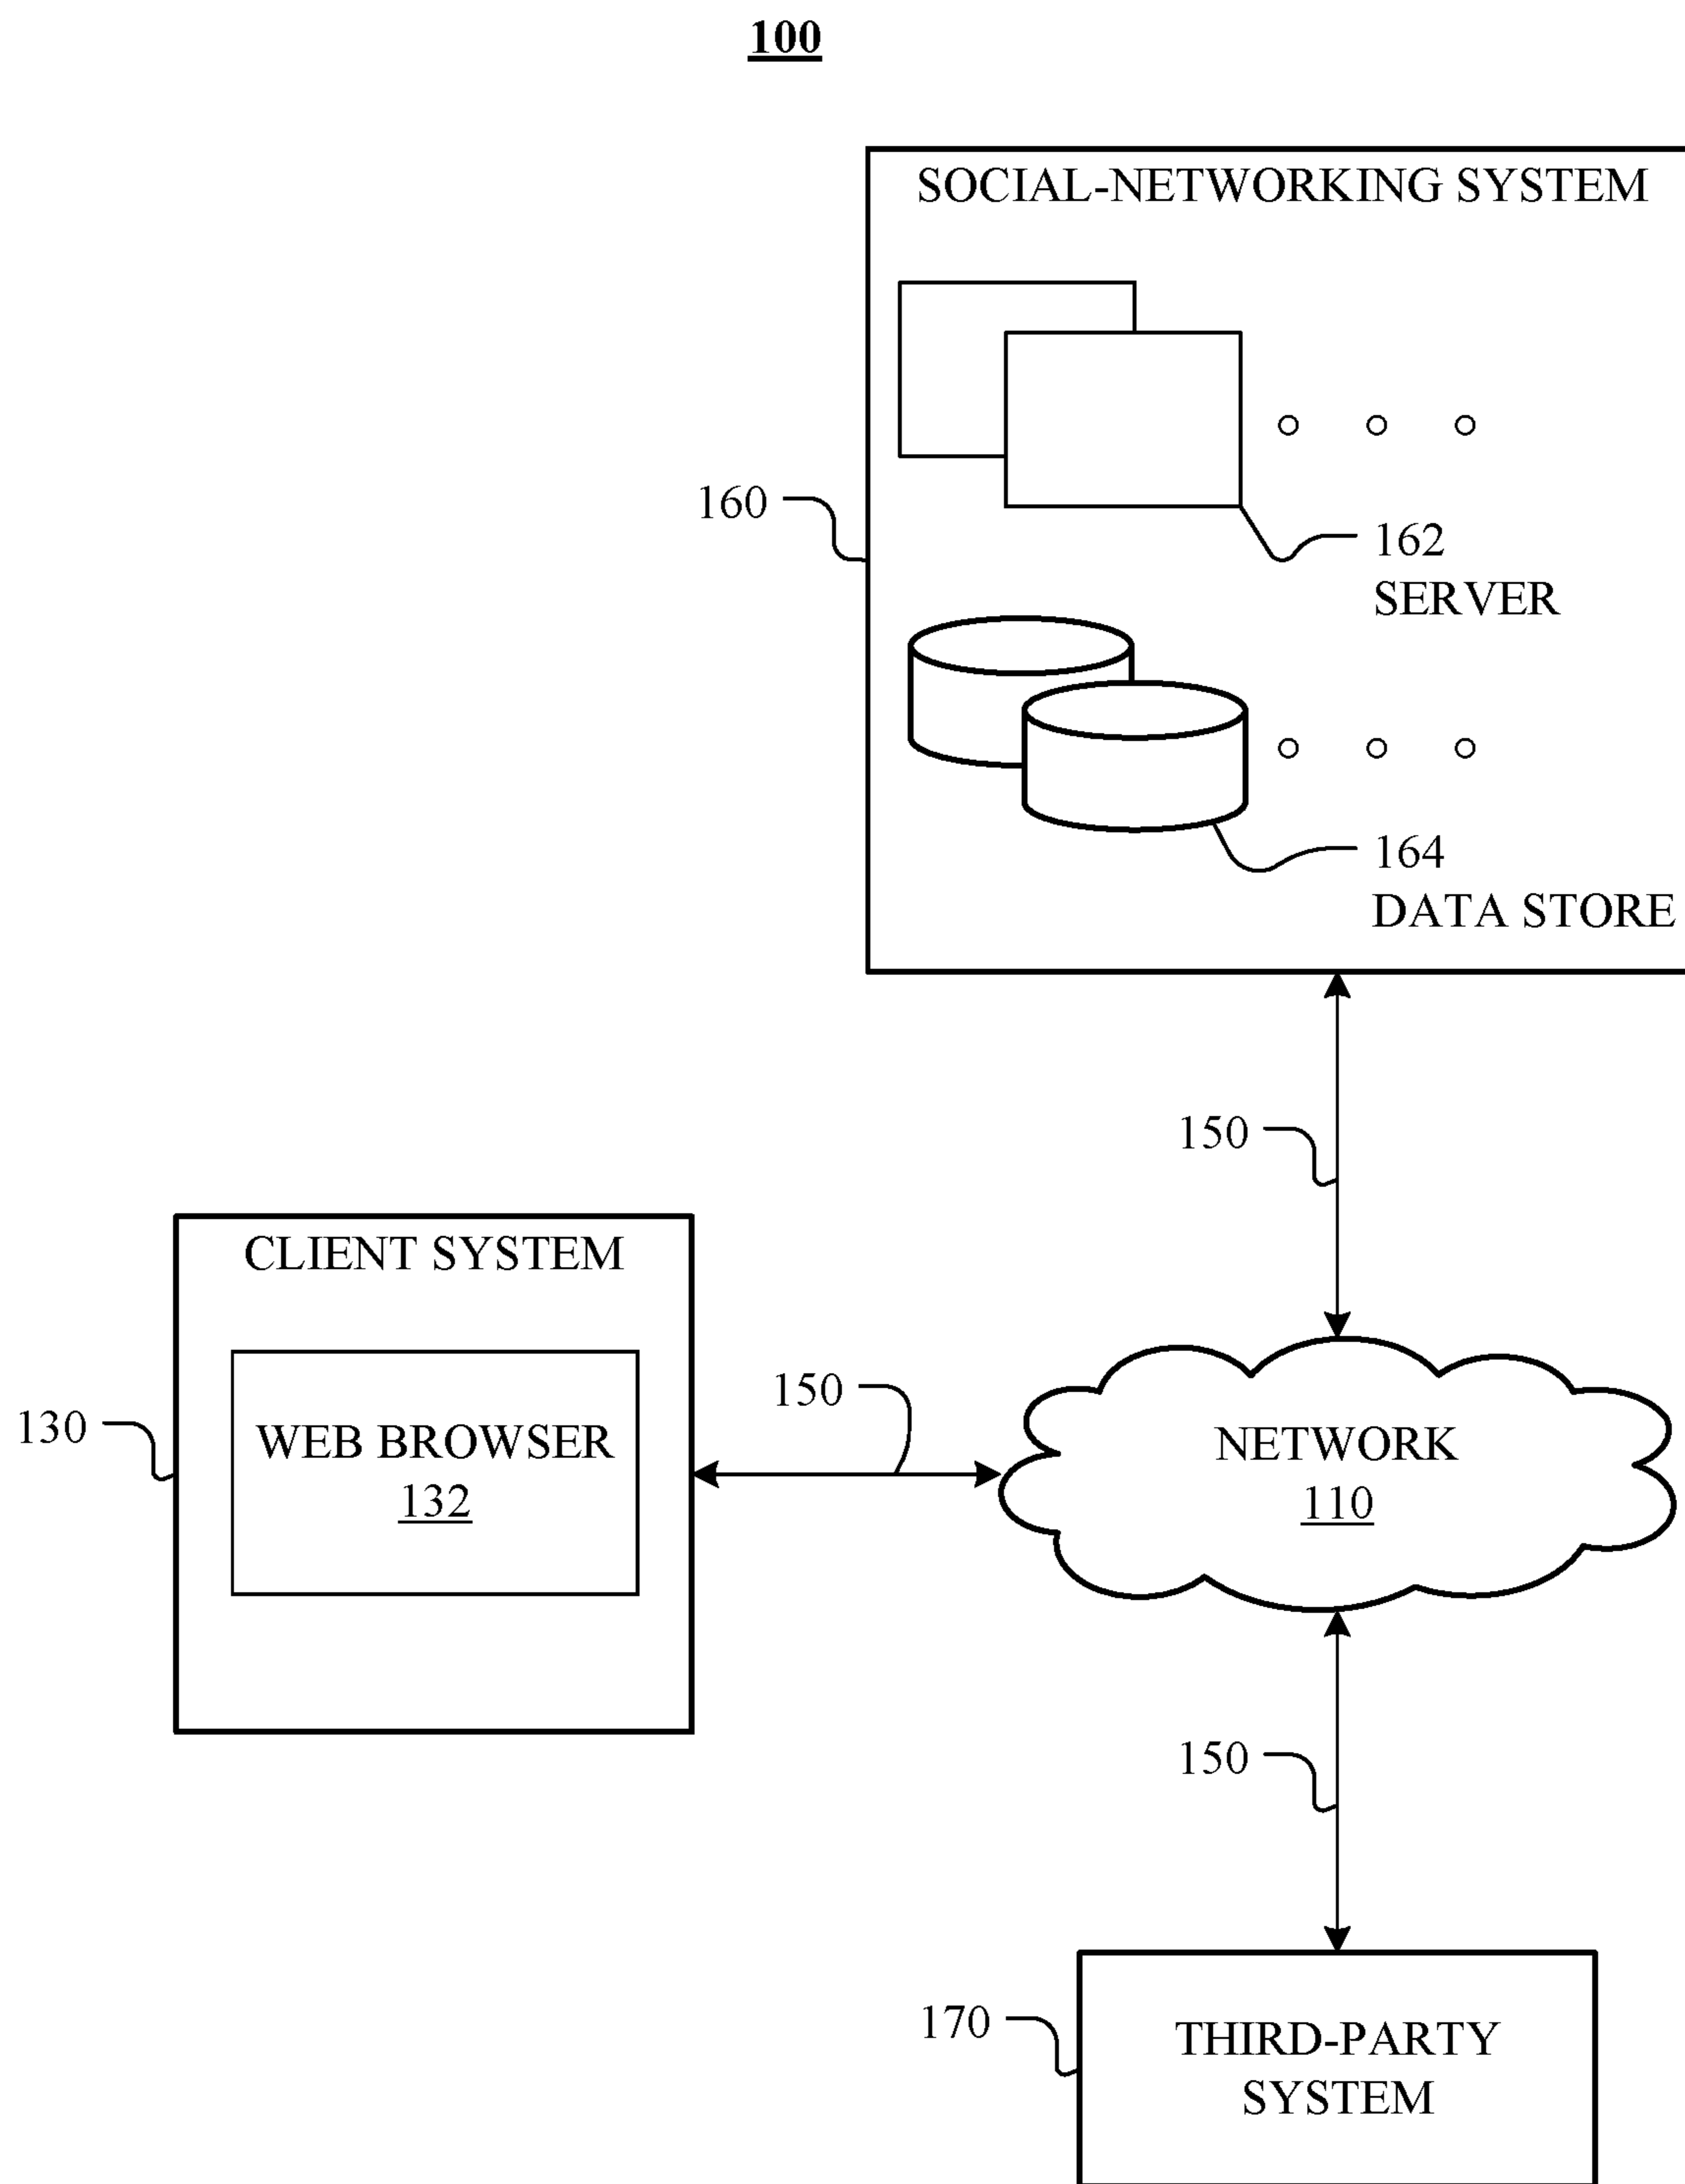 100
SOCIAL-NETWORKING SYSTEM
160
162
SERVER
164
DATA STORE
150
CLIENT SYSTEM
130
WEB BROWSER
132
150
NETWORK
110
150
170
THIRD-PARTY
SYSTEM